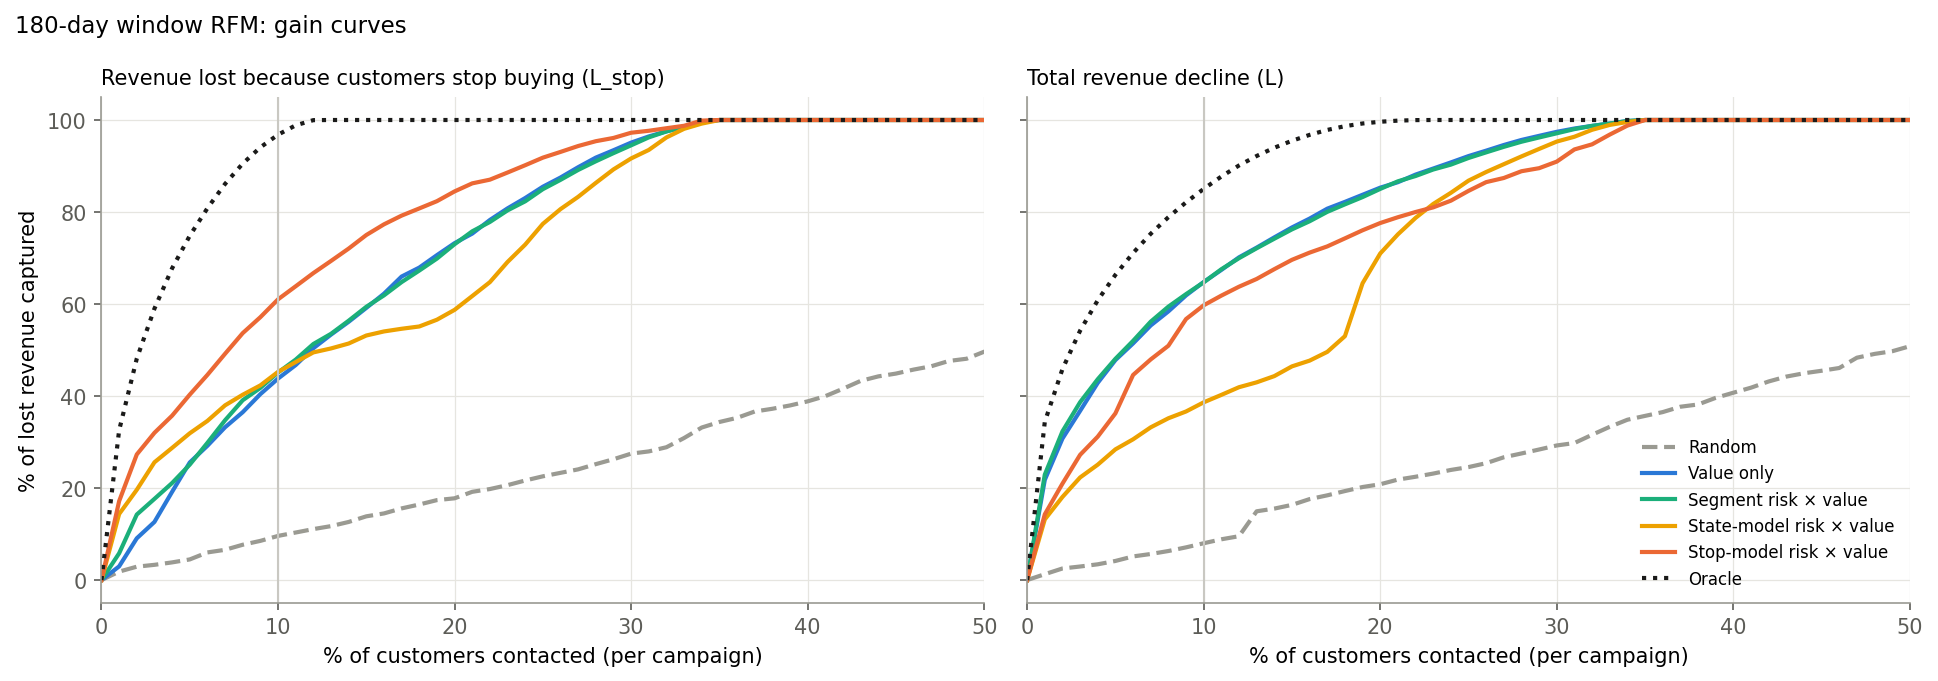 180-day window RFM: gain curves
Revenue lost because customers stop buying (L_stop)
% of lost revenue captured
100
80
60
40
20
0
0 10 20 30 40 50
% of customers contacted (per campaign)
Total revenue decline (L)
Random
Value only
Segment risk × value
State-model risk × value
Stop-model risk × value
Oracle
0 10 20 30 40 50
% of customers contacted (per campaign)